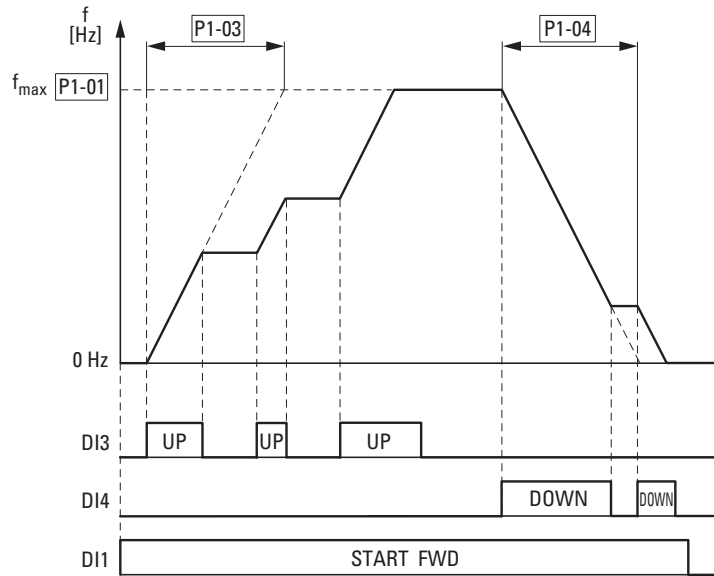 f
[Hz]
P1-03
P1-04
fmax P1-01
0 Hz
DI3 UP UP UP
DI4 DOWN DOWN
DI1 START FWD